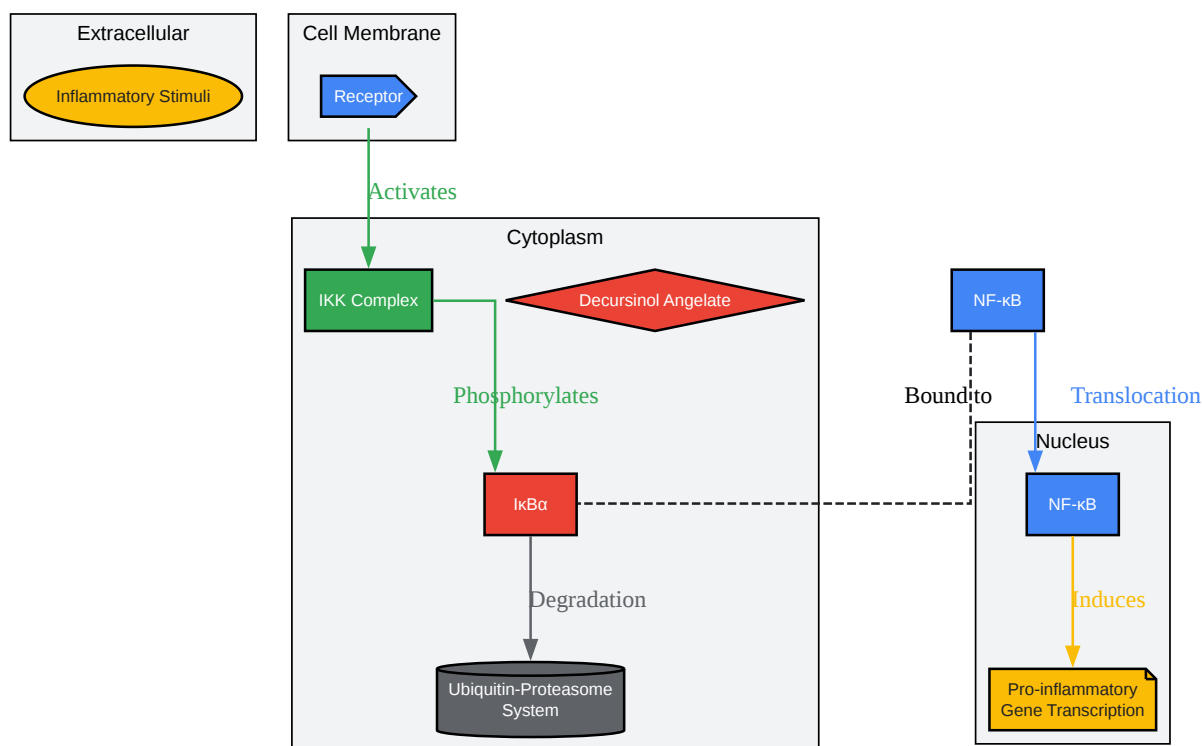 Extracellular
Inflammatory Stimuli
Cell Membrane
Receptor
Activates
Cytoplasm
IKK Complex
Decursinol Angelate
NF-κB
Phosphorylates
Bound to
Translocation
Nucleus
IκBα
NF-κB
Degradation
Induces
Ubiquitin-Proteasome
System
Pro-inflammatory
Gene Transcription